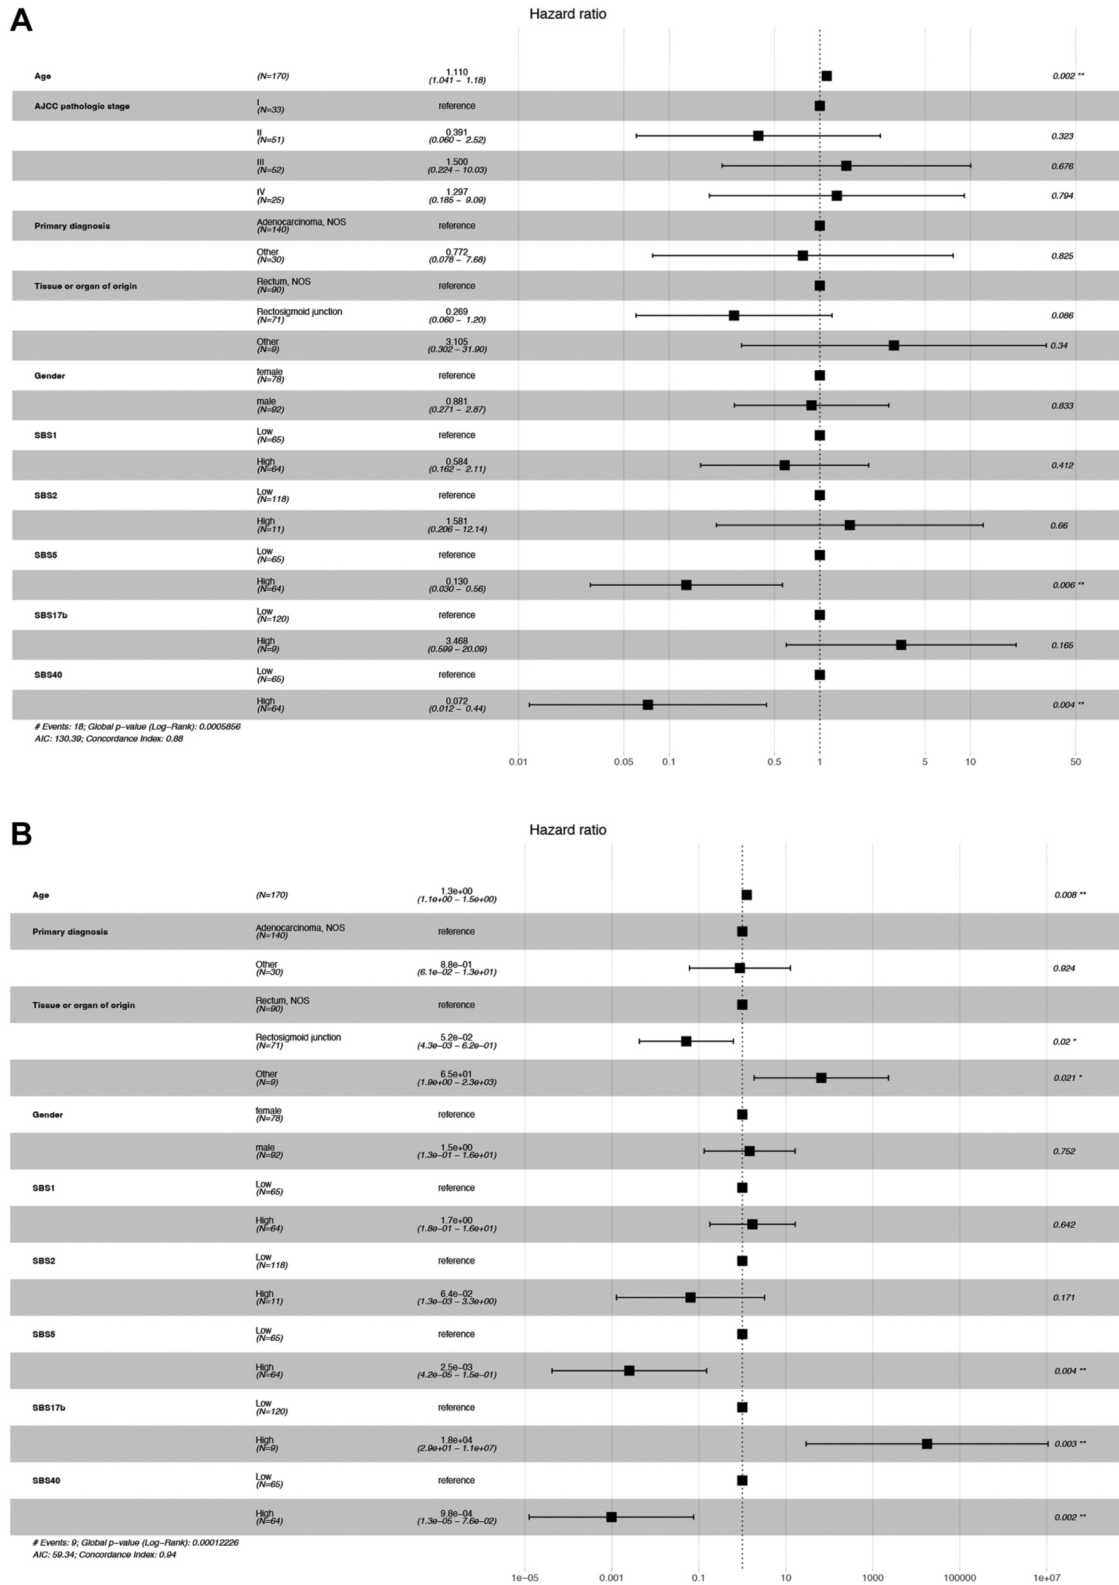 A
Hazard ratio
Age (N=170) 1.110 (1.041 − 1.18) 0.002 **
AJCC pathologic stage I (N=33) reference
II (N=51) 0.391 (0.060 − 2.52) 0.323
III (N=52) 1.500 (0.224 − 10.03) 0.676
IV (N=25) 1.297 (0.185 − 9.09) 0.794
Primary diagnosis Adenocarcinoma, NOS (N=140) reference
Other (N=30) 0.772 (0.078 − 7.68) 0.825
Tissue or organ of origin Rectum, NOS (N=90) reference
Rectosigmoid junction (N=71) 0.269 (0.060 − 1.20) 0.086
Other (N=9) 3.105 (0.302 − 31.90) 0.34
Gender female (N=78) reference
male (N=92) 0.881 (0.271 − 2.87) 0.833
SBS1 Low (N=65) reference
High (N=64) 0.584 (0.162 − 2.11) 0.412
SBS2 Low (N=118) reference
High (N=11) 1.581 (0.206 − 12.14) 0.66
SBS5 Low (N=65) reference
High (N=64) 0.130 (0.030 − 0.56) 0.006 **
SBS17b Low (N=120) reference
High (N=9) 3.468 (0.599 − 20.09) 0.165
SBS40 Low (N=65) reference
High (N=64) 0.072 (0.012 − 0.44) 0.004 **
# Events: 18; Global p−value (Log−Rank): 0.0005856
AIC: 130.39; Concordance Index: 0.88
0.01 0.05 0.1 0.5 1 5 10 50
B
Hazard ratio
Age (N=170) 1.3e+00 (1.1e+00 − 1.5e+00) 0.008 **
Primary diagnosis Adenocarcinoma, NOS (N=140) reference
Other (N=30) 8.8e−01 (6.1e−02 − 1.3e+01) 0.924
Tissue or organ of origin Rectum, NOS (N=90) reference
Rectosigmoid junction (N=71) 5.2e−02 (4.3e−03 − 6.2e−01) 0.02 *
Other (N=9) 6.5e+01 (1.9e+00 − 2.3e+03) 0.021 *
Gender female (N=78) reference
male (N=92) 1.5e+00 (1.3e−01 − 1.6e+01) 0.752
SBS1 Low (N=65) reference
High (N=64) 1.7e+00 (1.8e−01 − 1.6e+01) 0.642
SBS2 Low (N=118) reference
High (N=11) 6.4e−02 (1.3e−03 − 3.3e+00) 0.171
SBS5 Low (N=65) reference
High (N=64) 2.5e−03 (4.2e−05 − 1.5e−01) 0.004 **
SBS17b Low (N=120) reference
High (N=9) 1.8e+04 (2.9e+01 − 1.1e+07) 0.003 **
SBS40 Low (N=65) reference
High (N=64) 9.8e−04 (1.3e−05 − 7.6e−02) 0.002 **
# Events: 9; Global p−value (Log−Rank): 0.00012226
AIC: 59.34; Concordance Index: 0.94
1e−05 0.001 0.1 10 1000 100000 1e+07